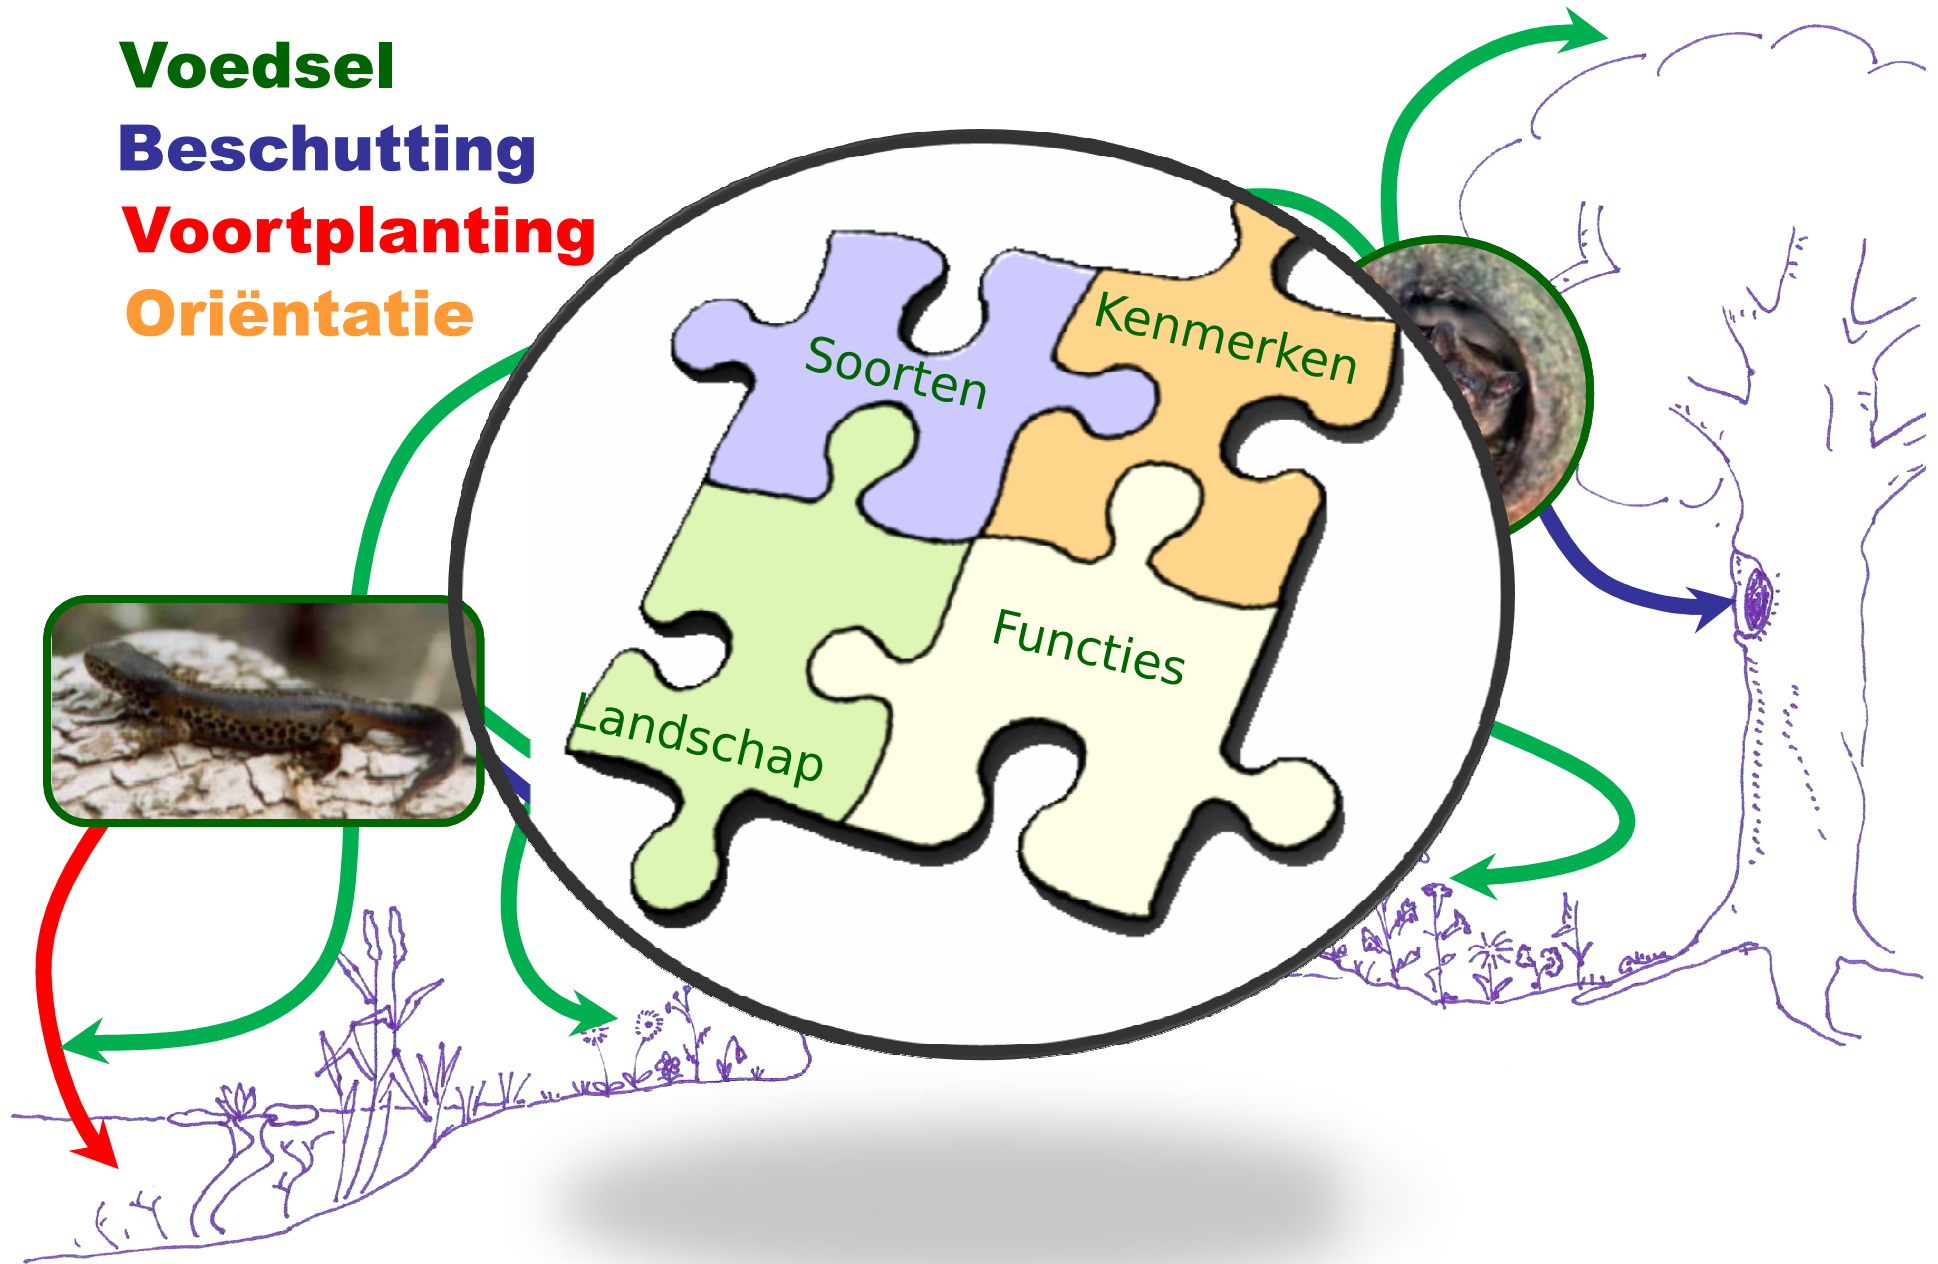 Voedsel
Beschutting
Voortplanting
Oriëntatie
Kenmerken
Soorten
Functies
Landschap